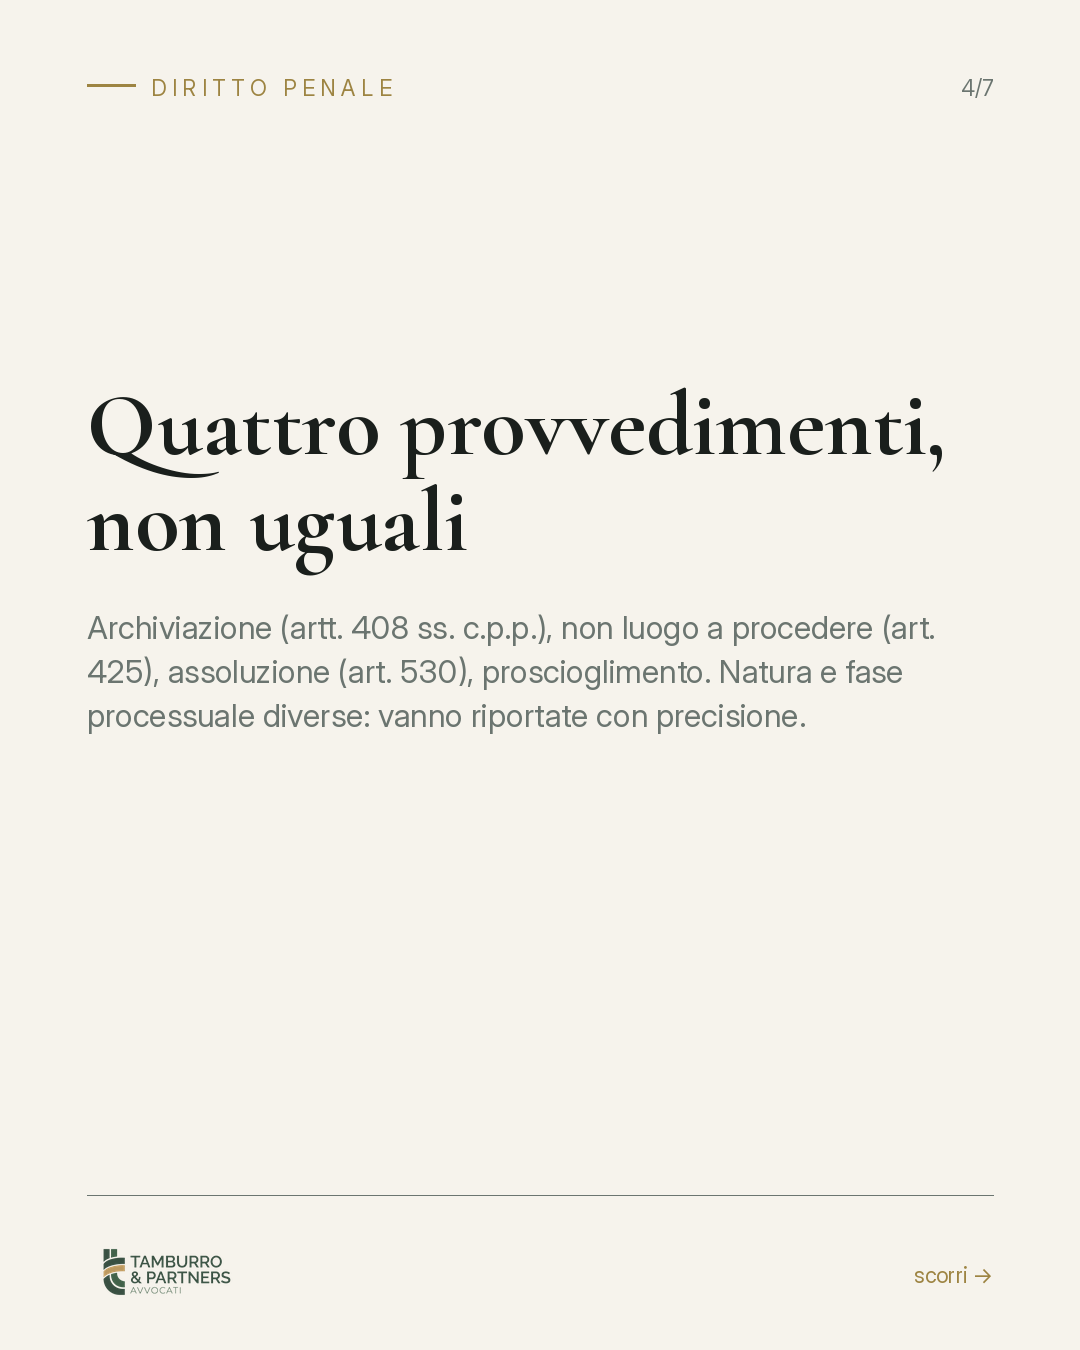 DIRITTO PENALE
4/7
Quattro provvedimenti,
non uguali
Archiviazione (artt. 408 ss. c.p.p.), non luogo a procedere (art.
425), assoluzione (art. 530), proscioglimento. Natura e fase
processuale diverse: vanno riportate con precisione.
TAMBURRO
& PARTNERS
AVVOCATI
scorri →